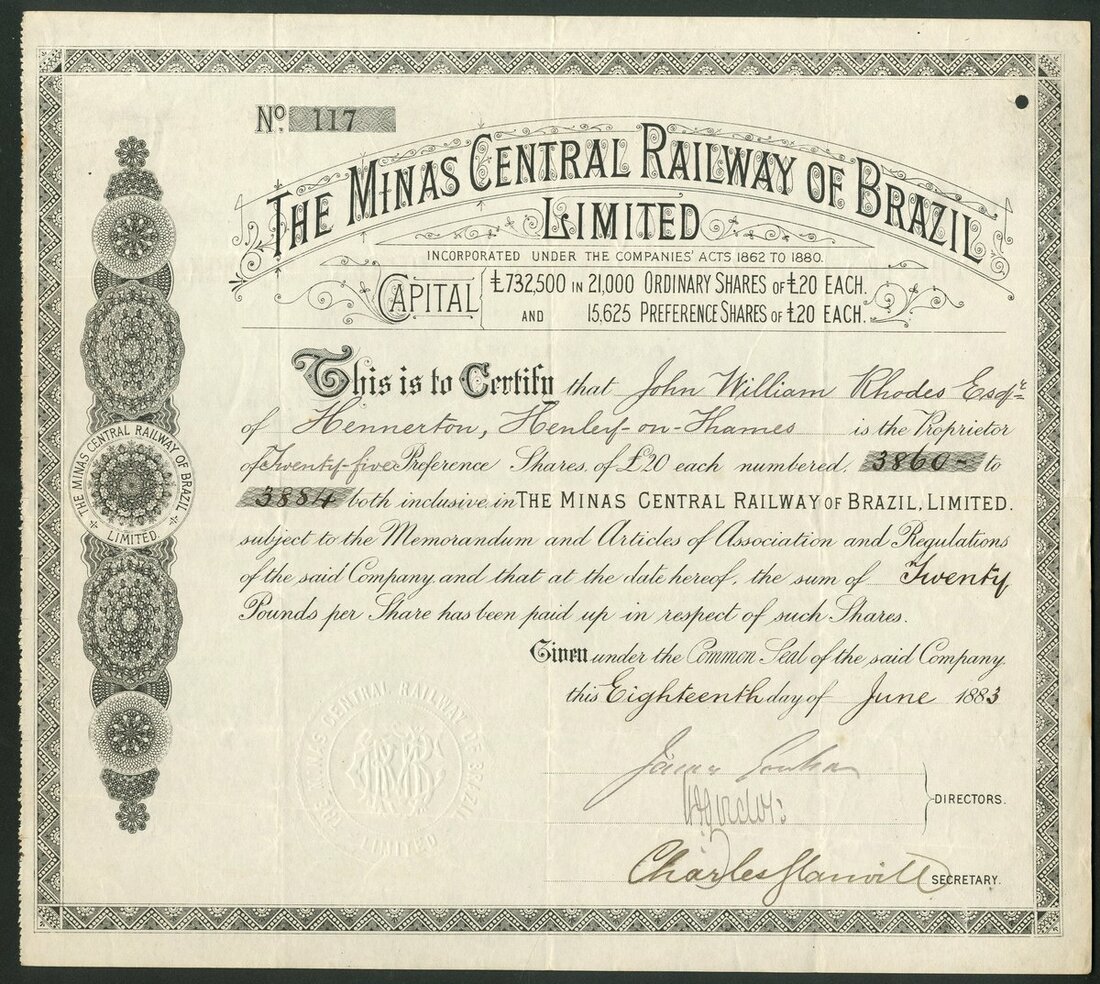 No. 117
THE MINAS CENTRAL RAILWAY OF BRAZIL
LIMITED
INCORPORATED UNDER THE COMPANIES' ACTS 1862 TO 1880.
CAPITAL £732,500 IN 21,000 ORDINARY SHARES OF £20 EACH.
AND 15,625 PREFERENCE SHARES OF £20 EACH.
This is to Certify that John William Rhodes Esqr
of Hennerton, Henley-on-Thames is the Proprietor
of Twenty-five Preference Shares of £20 each numbered 3860- to
3884 both inclusive in THE MINAS CENTRAL RAILWAY OF BRAZIL, LIMITED.
subject to the Memorandum and Articles of Association and Regulations
of the said Company and that at the date hereof, the sum of Twenty
Pounds per Share has been paid up in respect of such Shares.
Given under the Common Seal of the said Company
this Eighteenth day of June 1883
James
DIRECTORS.
Charles SECRETARY.
THE MINAS CENTRAL RAILWAY OF BRAZIL
LIMITED
THE MINAS CENTRAL RAILWAY OF BRAZIL
LIMITED